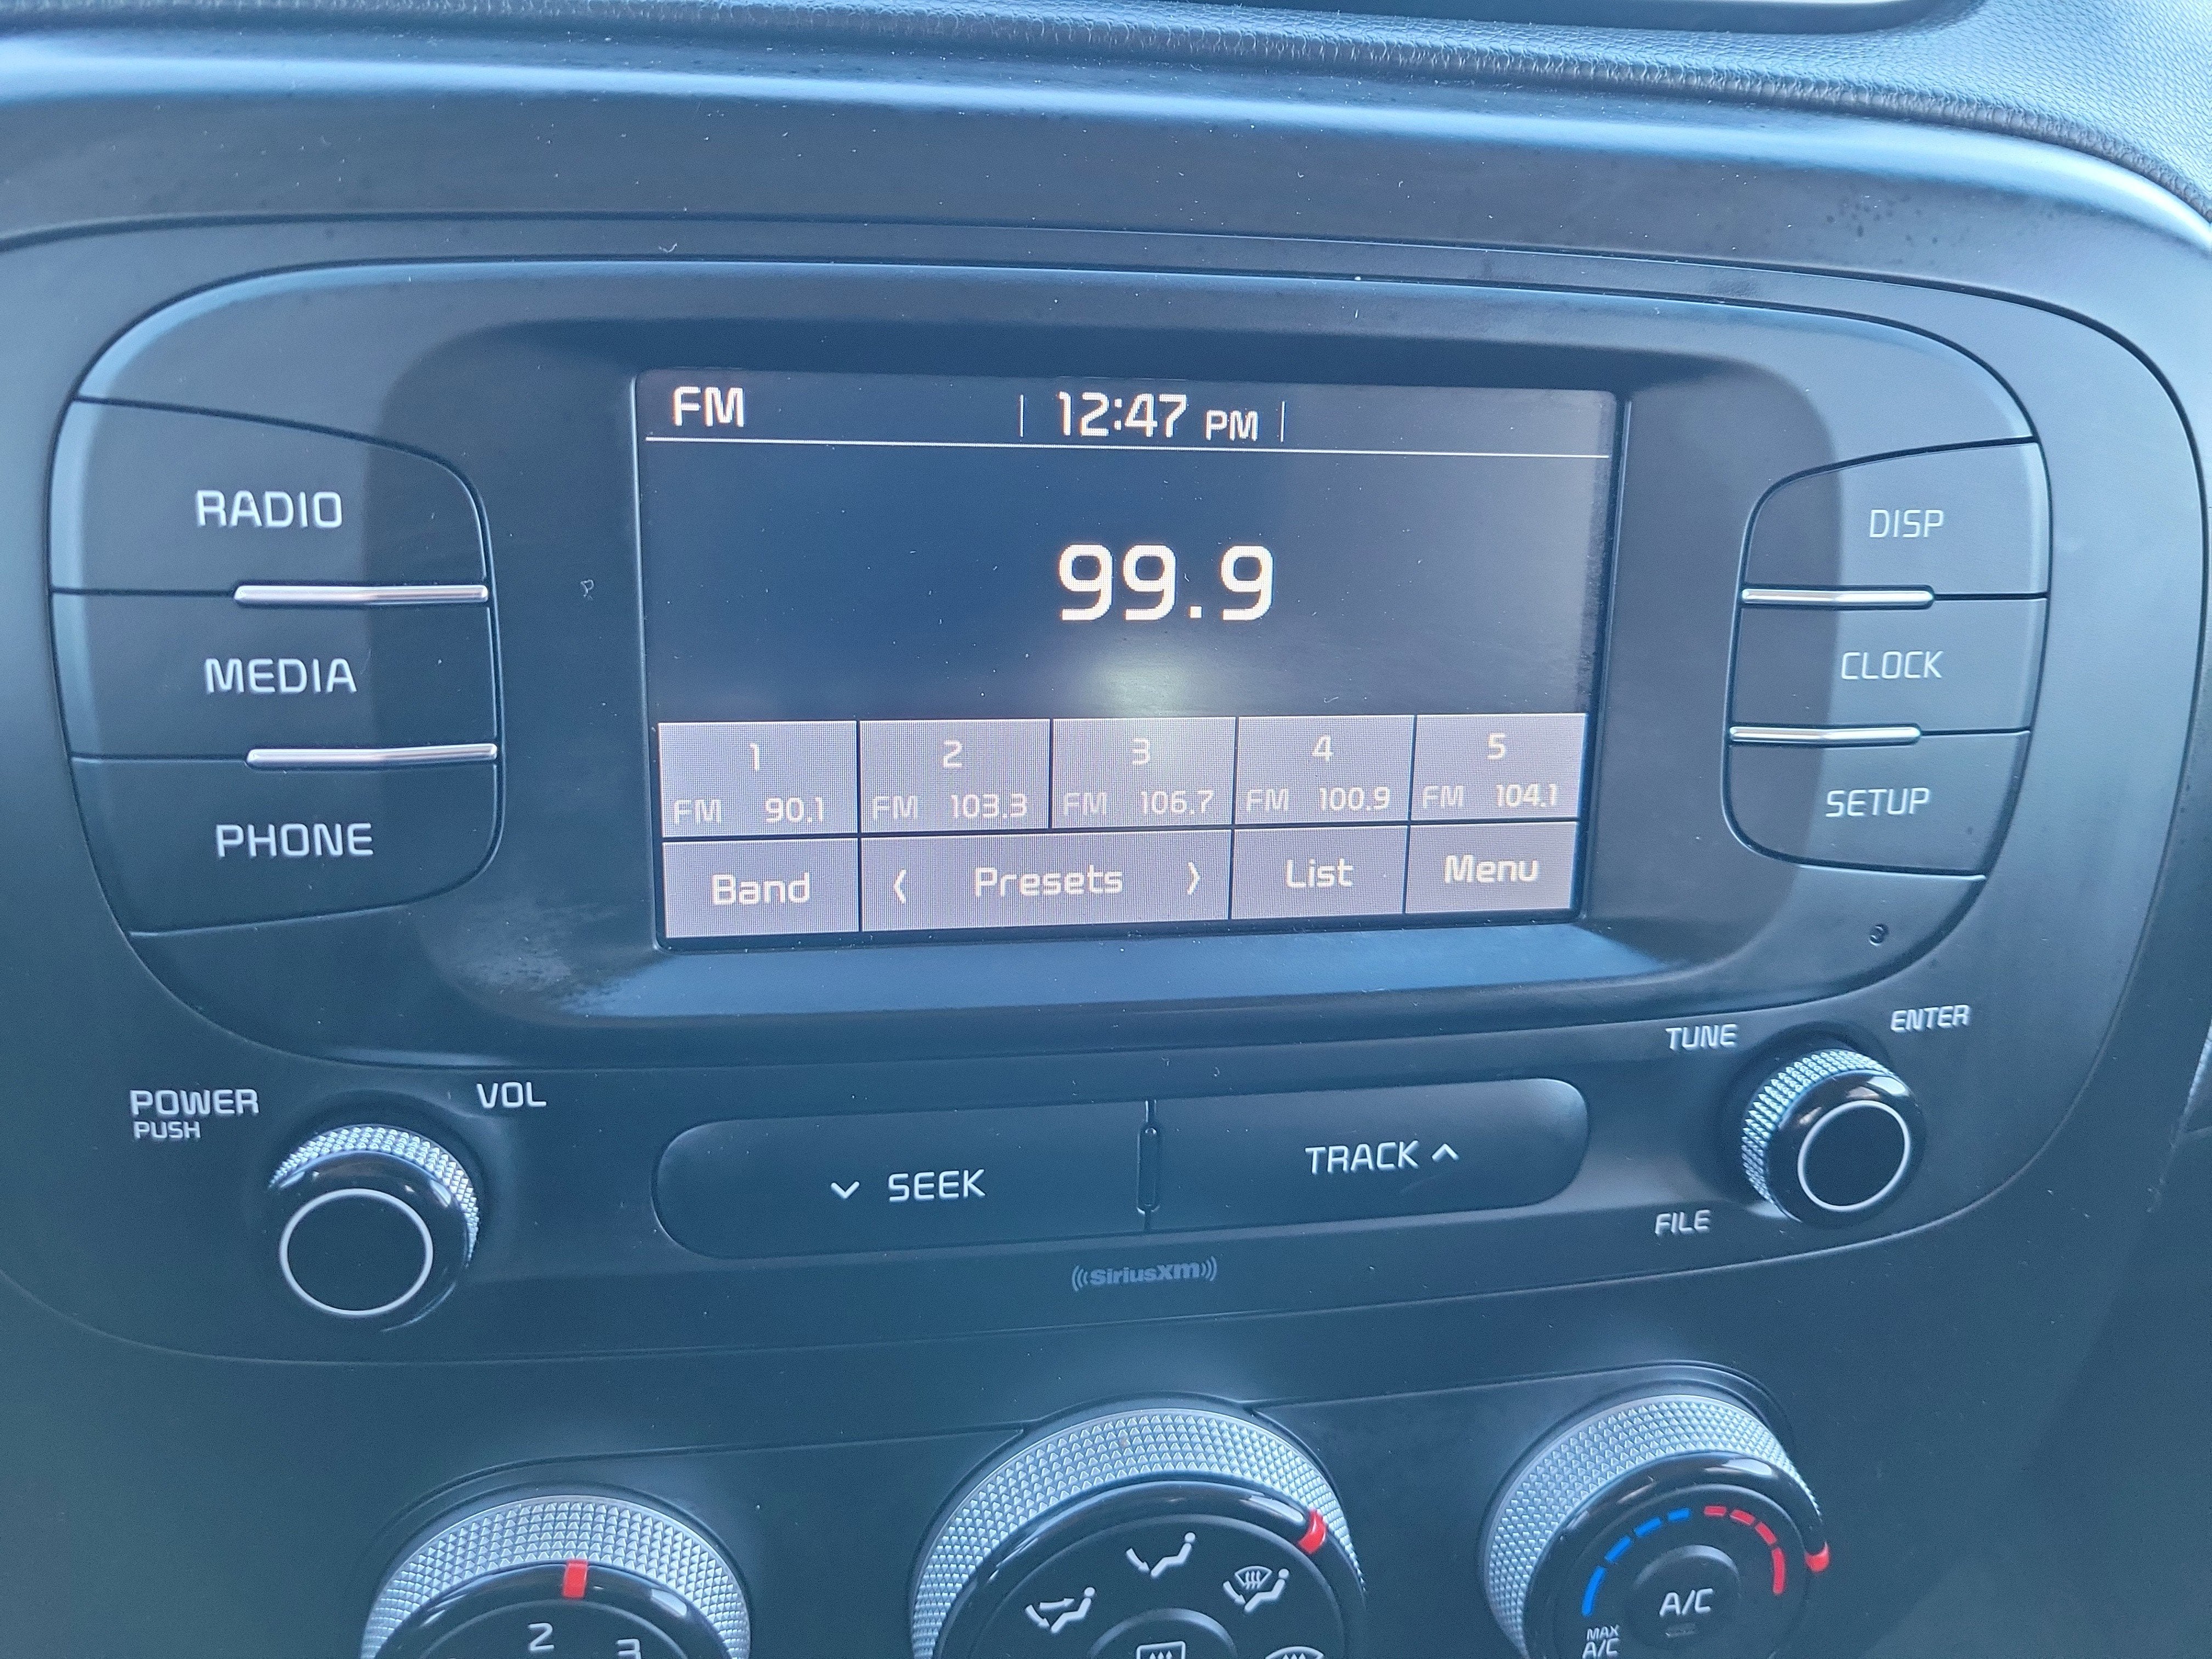 FM | 12:47 PM |
99.9
1 2 3 4 5
FM 90.1 FM 103.3 FM 106.7 FM 100.9 FM 104.1
Band < Presets > List Menu
RADIO
MEDIA
PHONE
DISP
CLOCK
SETUP
POWER
PUSH
VOL
SEEK
TRACK
TUNE
ENTER
FILE
SiriusXM
2 3
A/C
MAX
A/C